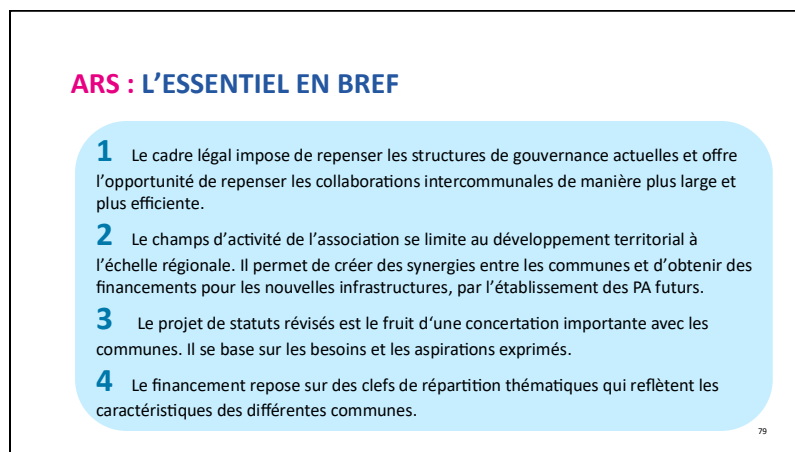 ARS : L'ESSENTIEL EN BREF
1 Le cadre légal impose de repenser les structures de gouvernance actuelles et offre
l'opportunité de repenser les collaborations intercommunales de manière plus large et
plus efficiente.
2 Le champs d'activité de l'association se limite au développement territorial à
l'échelle régionale. Il permet de créer des synergies entre les communes et d'obtenir des
financements pour les nouvelles infrastructures, par l'établissement des PA futurs.
3 Le projet de statuts révisés est le fruit d‘une concertation importante avec les
communes. Il se base sur les besoins et les aspirations exprimés.
4 Le financement repose sur des clefs de répartition thématiques qui reflètent les
caractéristiques des différentes communes.
79